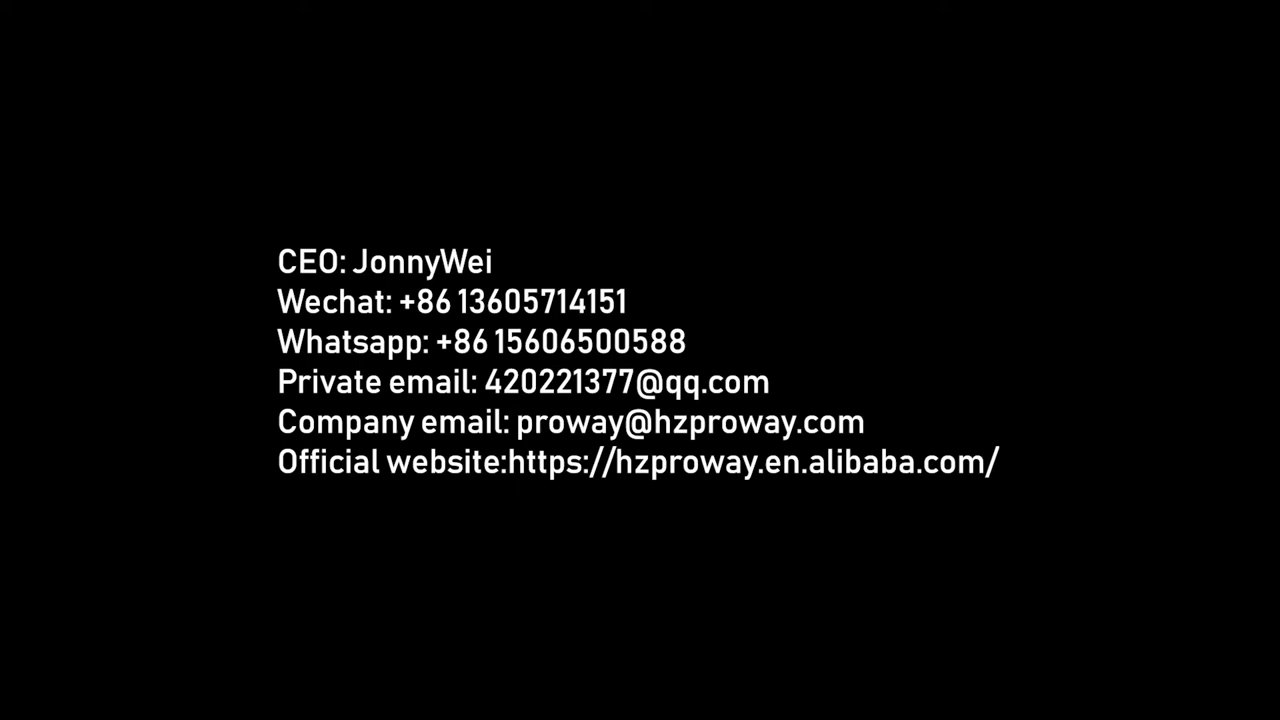 CEO: JonnyWei
Wechat: +86 13605714151
Whatsapp: +86 15606500588
Private email: 420221377@qq.com
Company email: proway@hzproway.com
Official website:https://hzproway.en.alibaba.com/